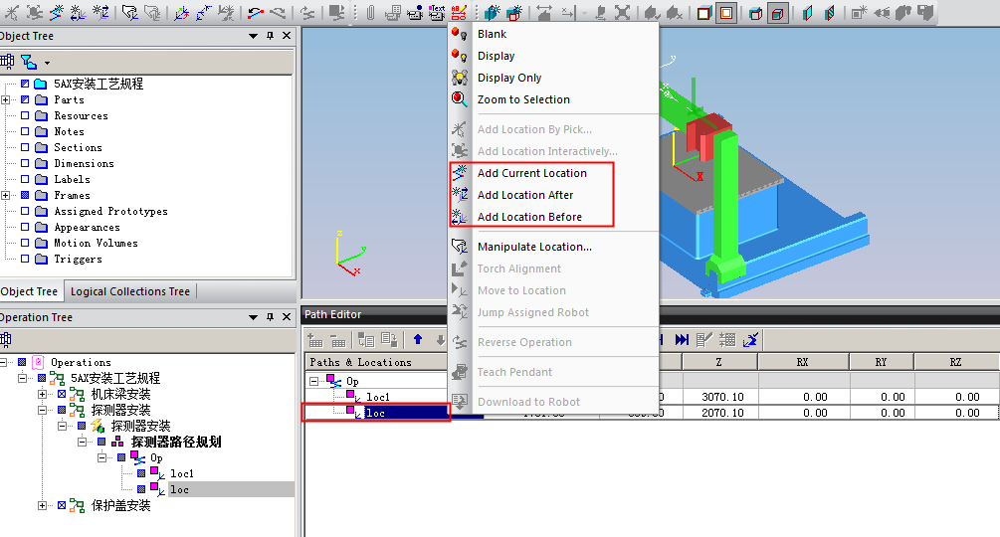 Object Tree
5AX安装工艺规程
Parts
Resources
Notes
Sections
Dimensions
Labels
Frames
Assigned Prototypes
Appearances
Motion Volumes
Triggers
Object Tree
Logical Collections Tree
Operation Tree
Operations
5AX安装工艺规程
机床梁安装
探测器安装
探测器安装
探测器路径规划
Op
loc1
loc
保护盖安装
Text
Blank
Display
Display Only
Zoom to Selection
Add Location By Pick...
Add Location Interactively...
Add Current Location
Add Location After
Add Location Before
Manipulate Location...
Torch Alignment
Move to Location
Jump Assigned Robot
Reverse Operation
Teach Pendant
Download to Robot
z
y
x
y
X
Path Editor
Paths & Locations Z RX RY RZ
Op
loc1 3070.10 0.00 0.00 0.00
loc 2070.10 0.00 0.00 0.00